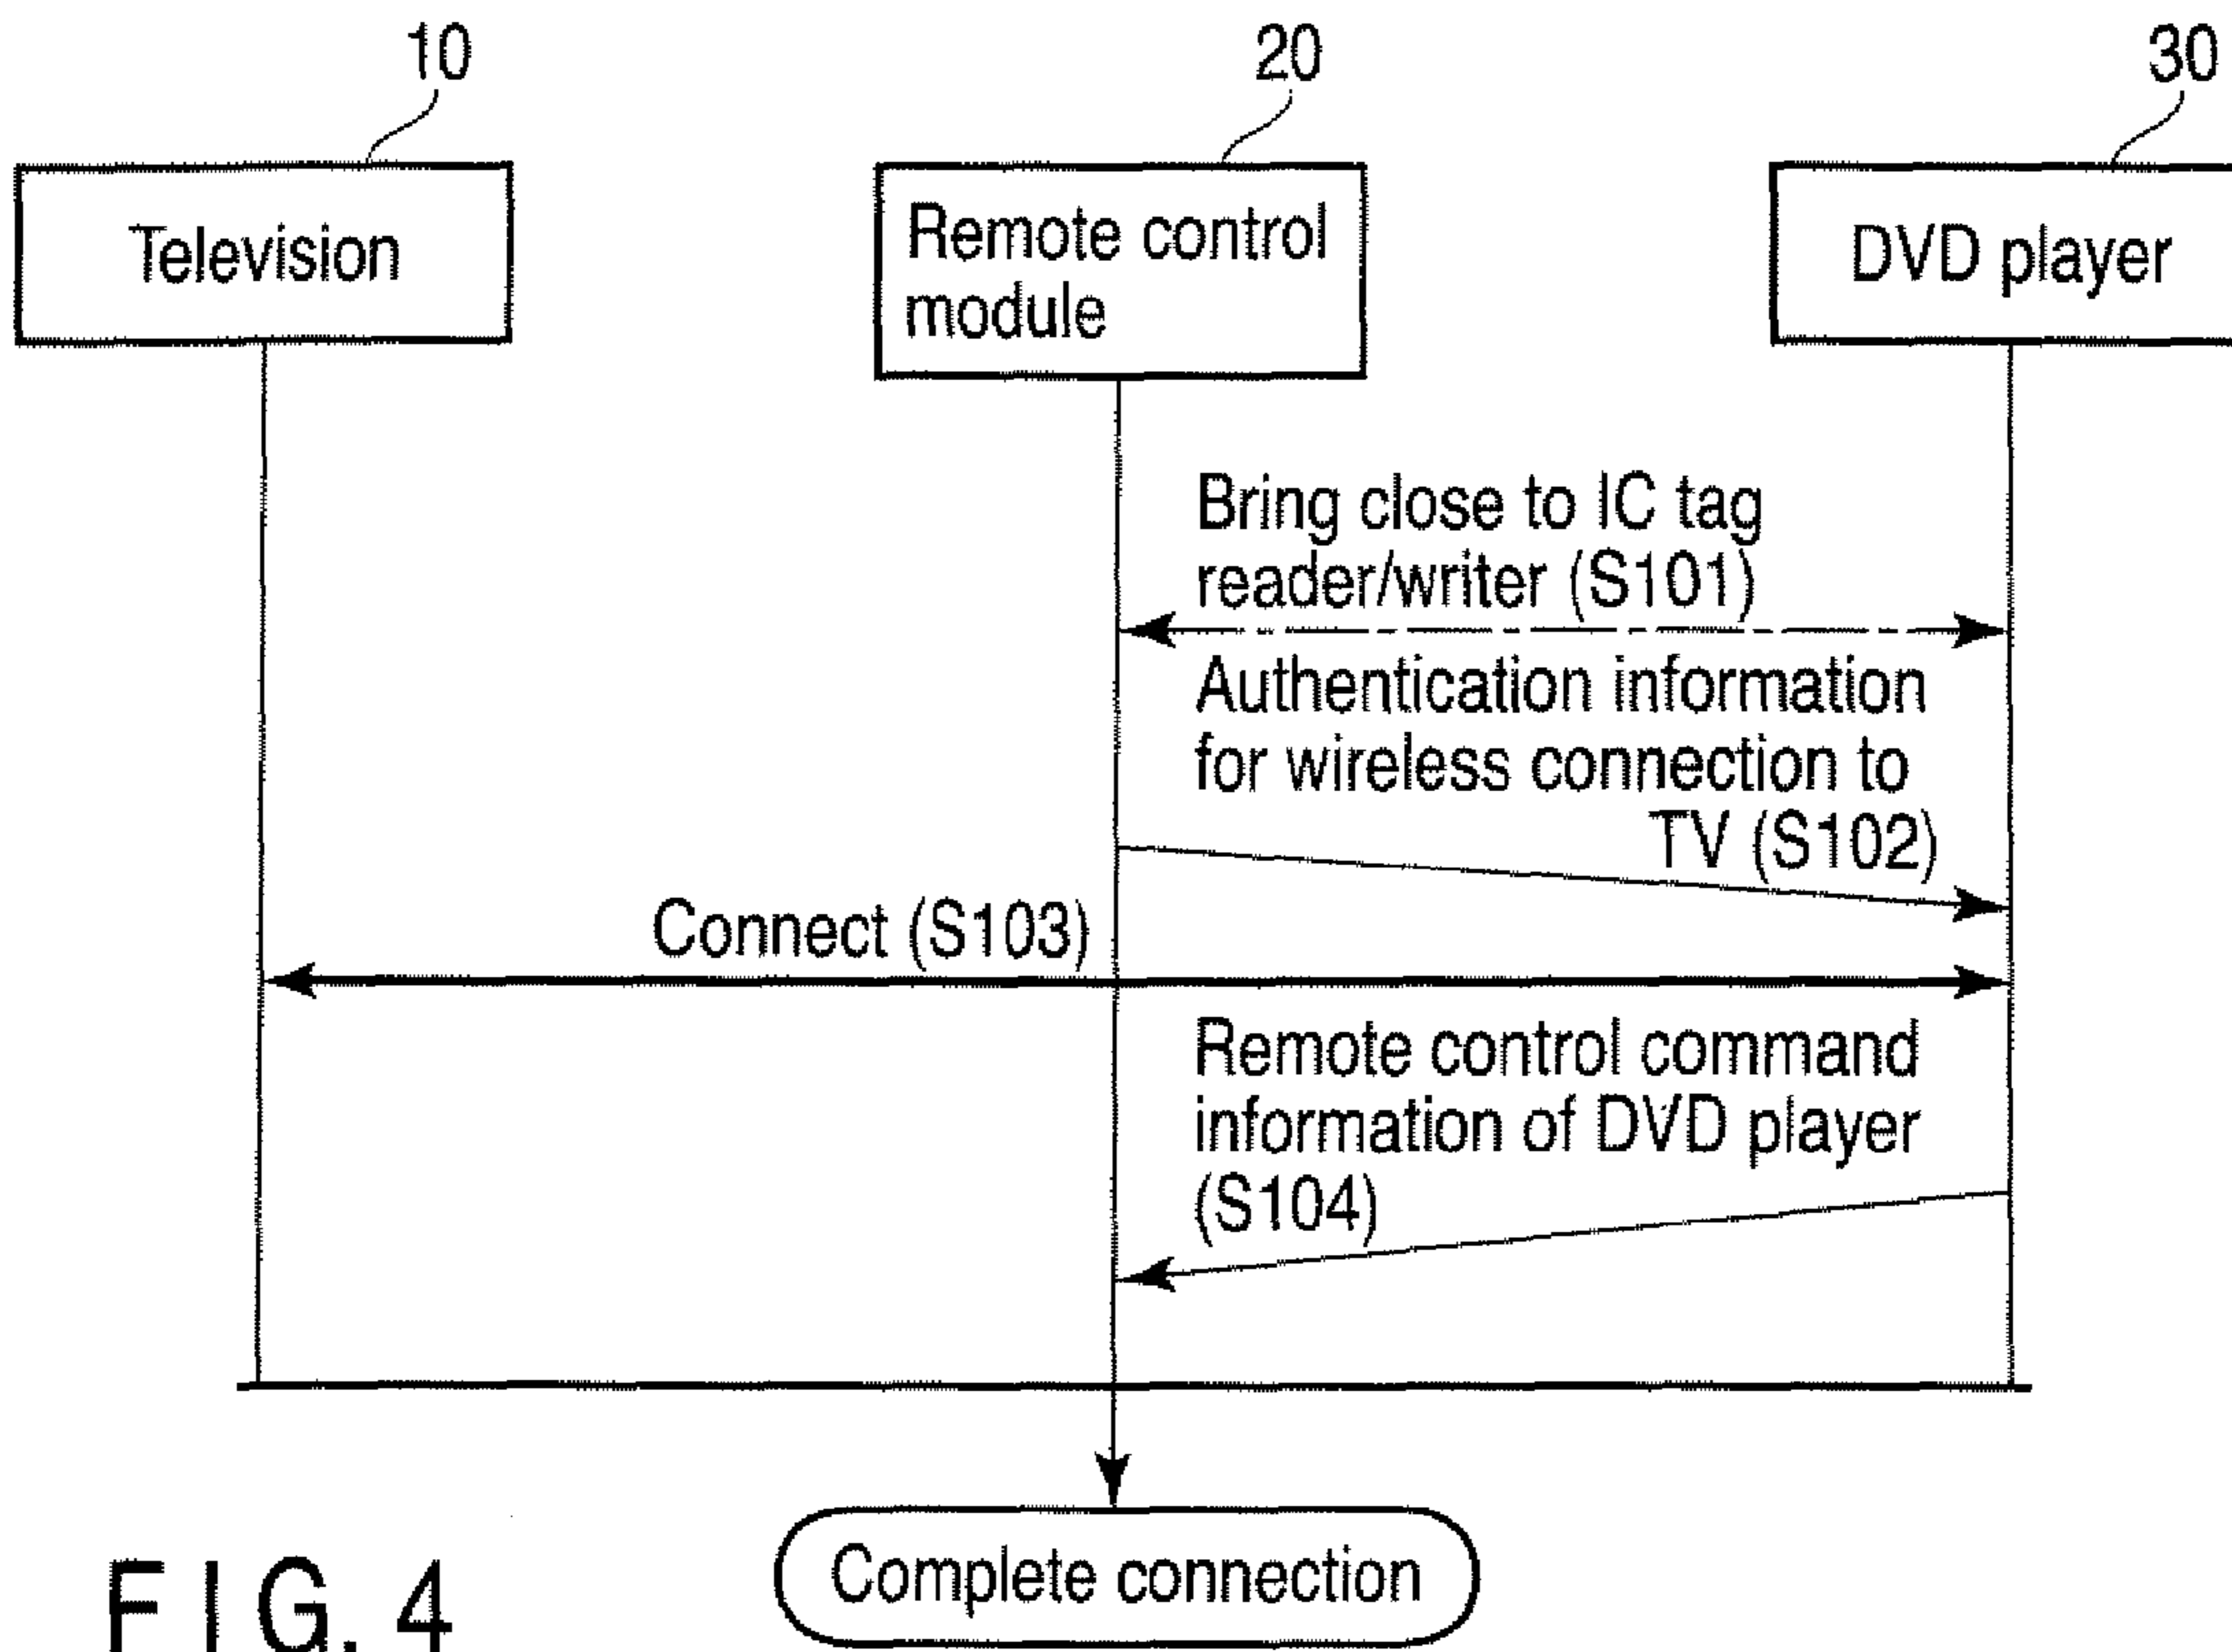 10
20
30
Television
Remote control
module
DVD player
Bring close to IC tag
reader/writer (S101)
Authentication information
for wireless connection to
TV (S102)
Connect (S103)
Remote control command
information of DVD player
(S104)
Complete connection
FIG. 4